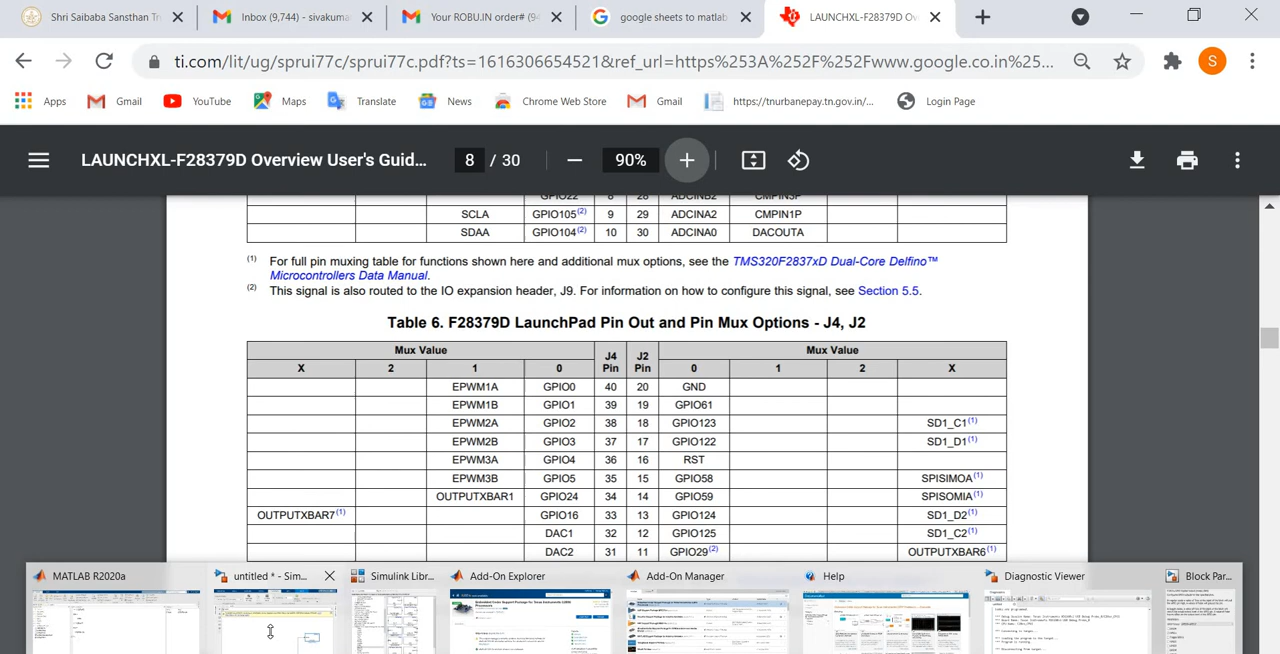 Shri Saibaba Sansthan Tr
Inbox (9,744) - sivakuma
Your ROBU.IN order# (94
google sheets to matlab
LAUNCHXL-F28379D Ov
ti.com/lit/ug/sprui77c/sprui77c.pdf?ts=1616306654521&ref_url=https%253A%252F%252Fwww.google.co.in%25...
S
Apps
Gmail
YouTube
Maps
Translate
News
Chrome Web Store
Gmail
https://tnurbanepay.tn.gov.in/...
Login Page
LAUNCHXL-F28379D Overview User's Guid...
8 / 30
90%
GPIO22 8 28 ADCINB2 CMPIN3P
SCLA GPIO105(2) 9 29 ADCINA2 CMPIN1P
SDAA GPIO104(2) 10 30 ADCINA0 DACOUTA
(1) For full pin muxing table for functions shown here and additional mux options, see the TMS320F2837xD Dual-Core Delfino™
Microcontrollers Data Manual.
(2) This signal is also routed to the IO expansion header, J9. For information on how to configure this signal, see Section 5.5.
Table 6. F28379D LaunchPad Pin Out and Pin Mux Options - J4, J2
Mux Value J4 Pin J2 Pin Mux Value
X 2 1 0 0 1 2 X
EPWM1A GPIO0 40 20 GND
EPWM1B GPIO1 39 19 GPIO61
EPWM2A GPIO2 38 18 GPIO123 SD1_C1(1)
EPWM2B GPIO3 37 17 GPIO122 SD1_D1(1)
EPWM3A GPIO4 36 16 RST
EPWM3B GPIO5 35 15 GPIO58 SPISIMOA(1)
OUTPUTXBAR1 GPIO24 34 14 GPIO59 SPISOMIA(1)
OUTPUTXBAR7(1) GPIO16 33 13 GPIO124 SD1_D2(1)
DAC1 32 12 GPIO125 SD1_C2(1)
DAC2 31 11 GPIO29(2) OUTPUTXBAR6(1)
MATLAB R2020a
untitled * - Sim...
Simulink Libr...
Add-On Explorer
Add-On Manager
Help
Diagnostic Viewer
Block Par...